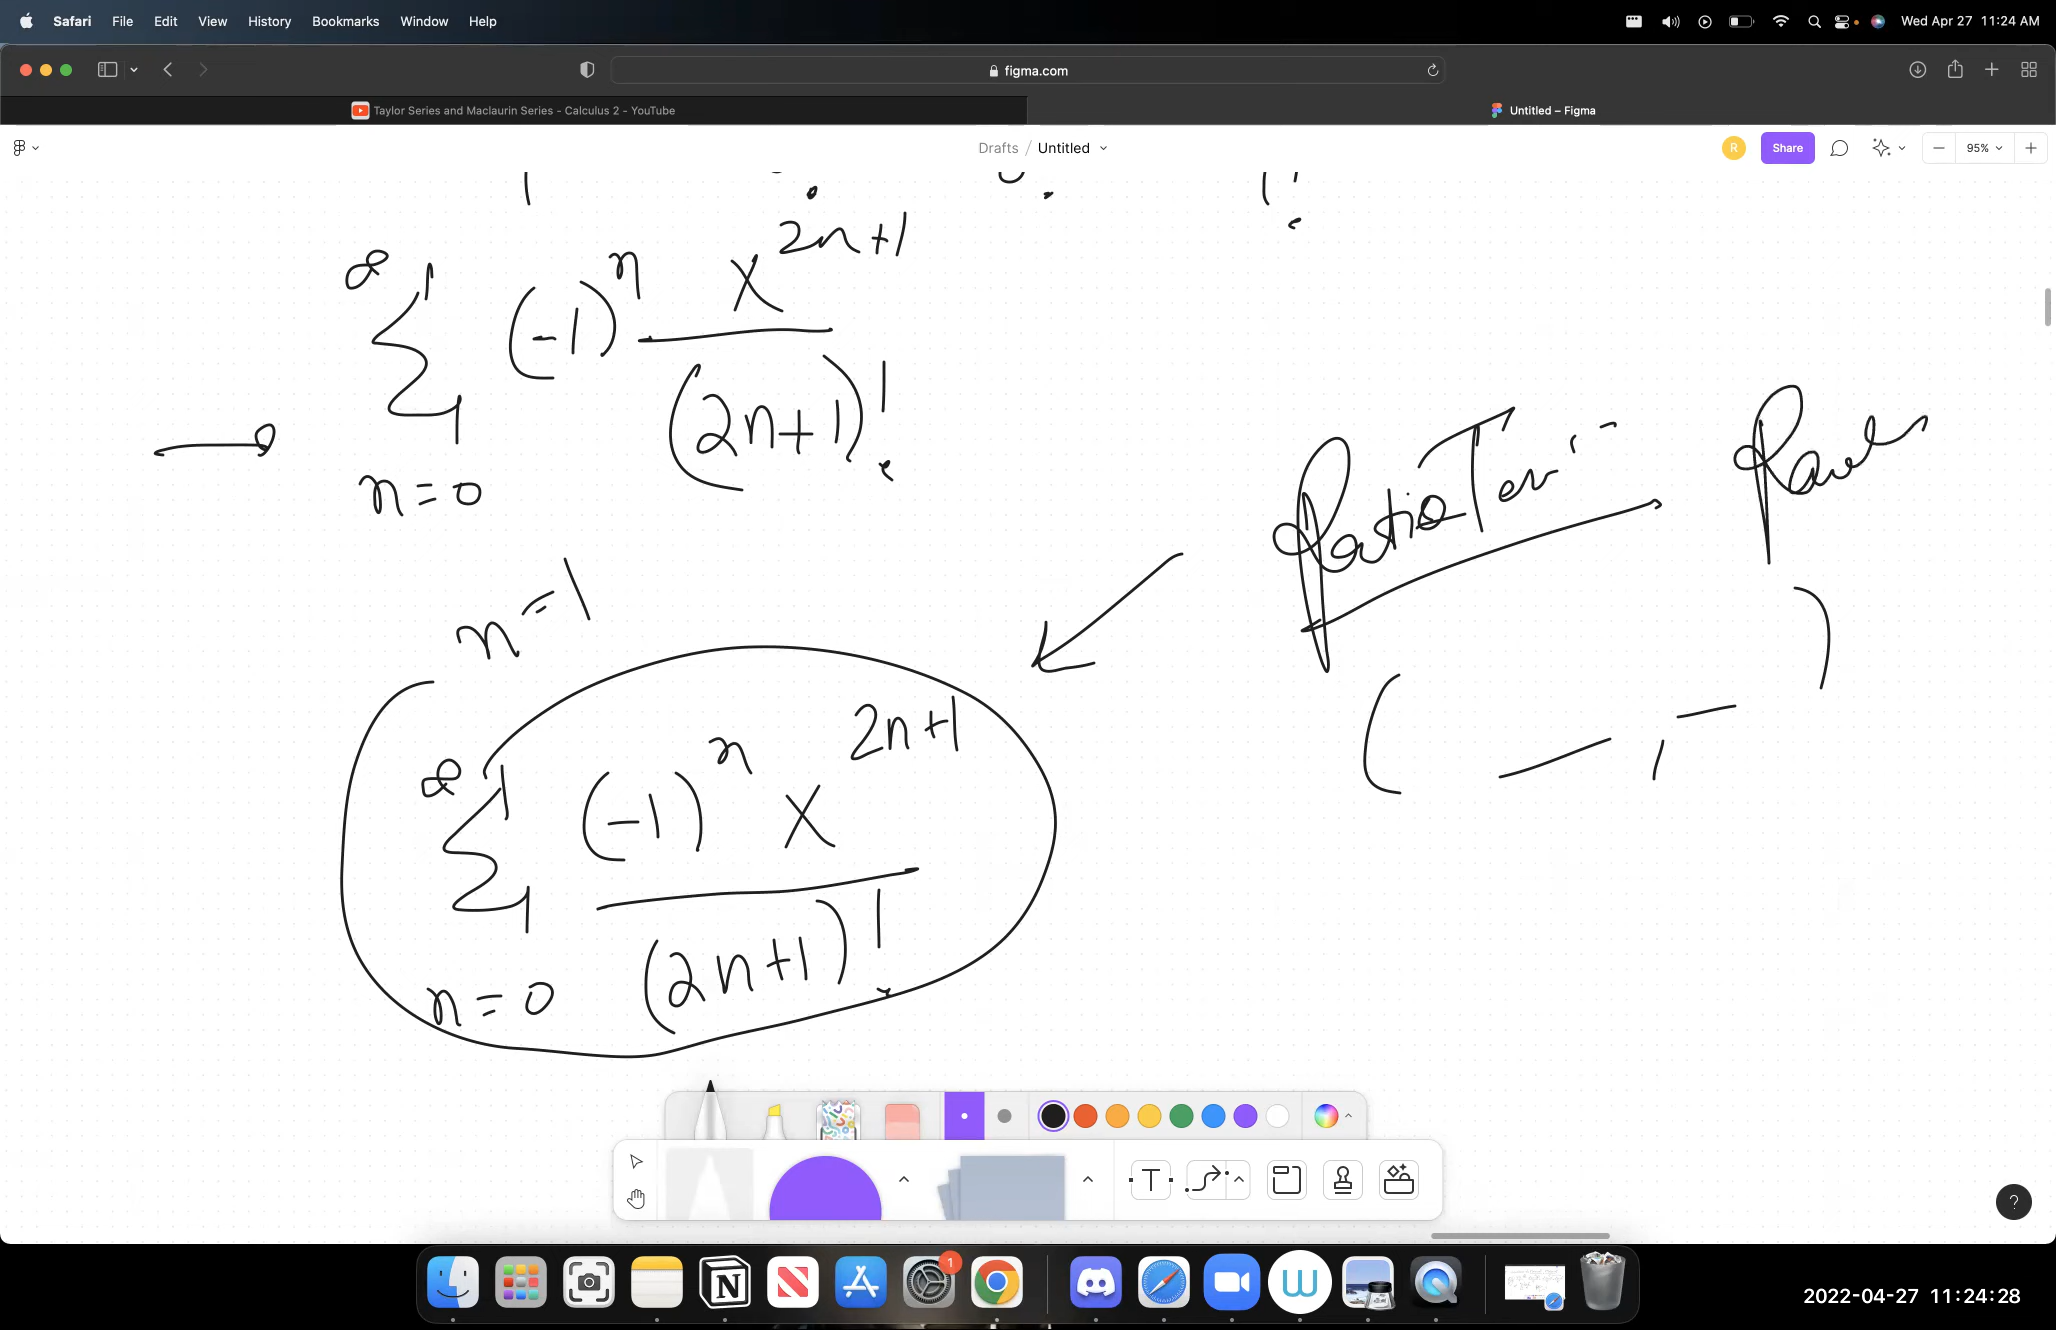 Safari File Edit View History Bookmarks Window Help Wed Apr 27 11:24 AM
figma.com
Taylor Series and Maclaurin Series - Calculus 2 - YouTube
Untitled – Figma
Drafts / Untitled
R
Share
95%
∞ Σ n=0 (-1)^n x^2n+1 / (2n+1)!
n=1
∞ Σ n=0 (-1)^n x^2n+1 / (2n+1)!
Ratio
( — , — )
T
?
1
2022-04-27 11:24:28